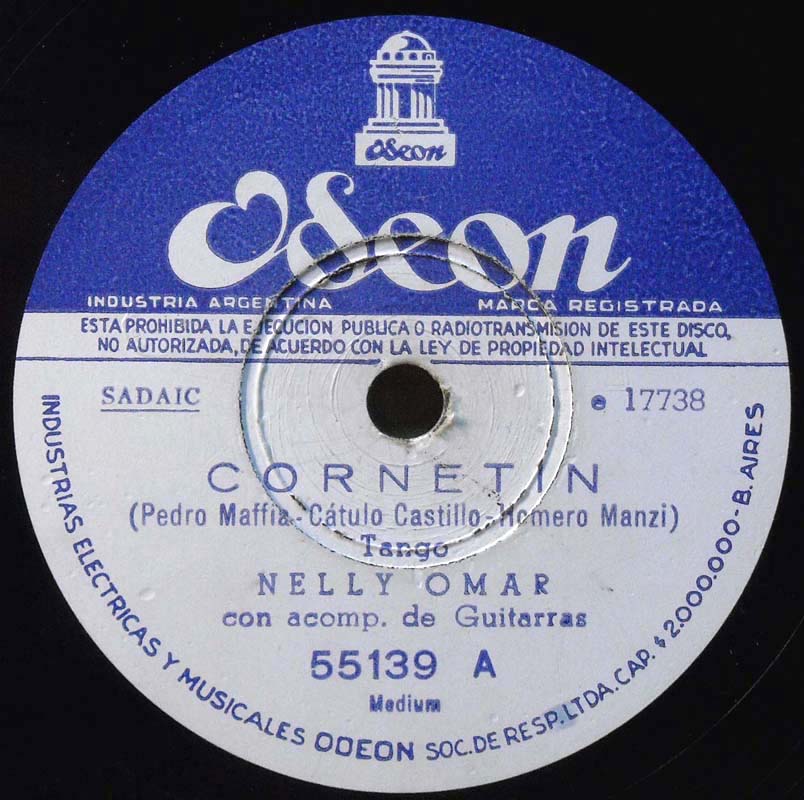 Odeon
Odeon
INDUSTRIA ARGENTINA MARCA REGISTRADA
ESTA PROHIBIDA LA EJECUCION PUBLICA O RADIOTRANSMISION DE ESTE DISCO,
NO AUTORIZADA, DE ACUERDO CON LA LEY DE PROPIEDAD INTELECTUAL
SADAIC e 17738
CORNETIN
(Pedro Maffia - Cátulo Castillo - Homero Manzi)
Tango
NELLY OMAR
con acomp. de Guitarras
55139 A
Medium
INDUSTRIAS ELECTRICAS Y MUSICALES ODEON SOC. DE RESP. LTDA. CAP. $ 2.000.000 - B. AIRES